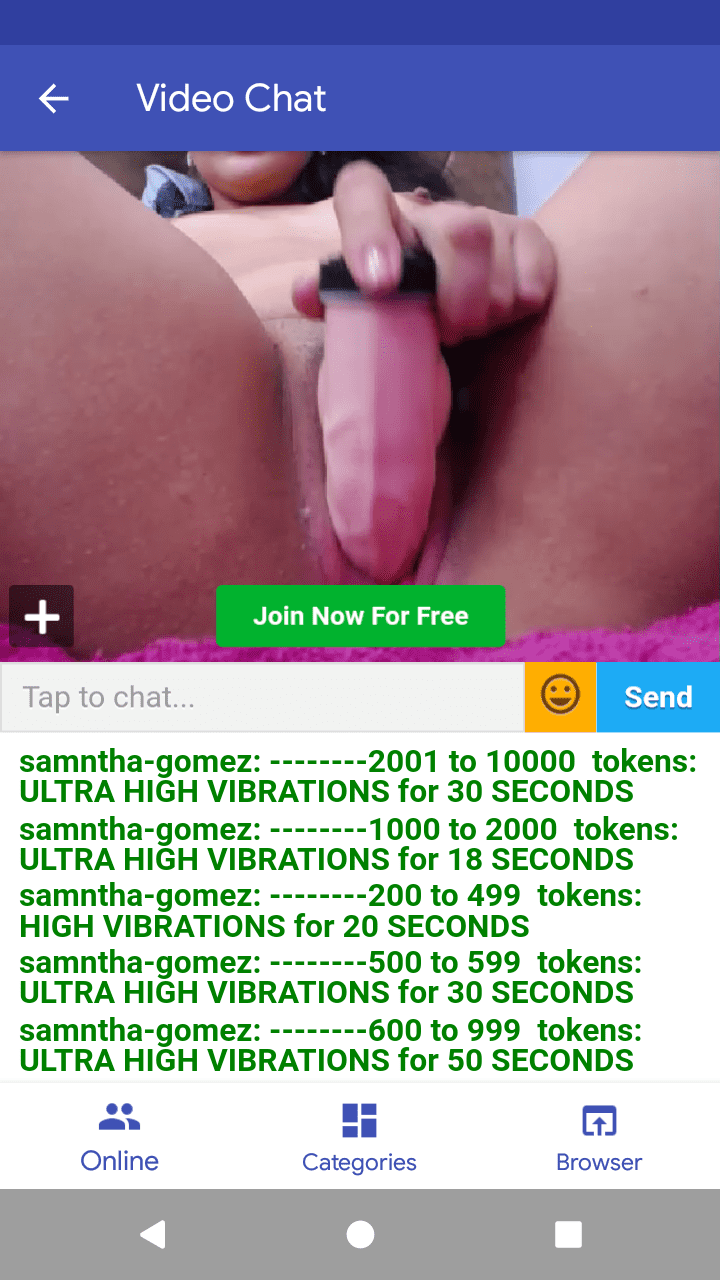 Video Chat
Join Now For Free
Tap to chat...
Send
samntha-gomez: --------2001 to 10000 tokens:
ULTRA HIGH VIBRATIONS for 30 SECONDS
samntha-gomez: --------1000 to 2000 tokens:
ULTRA HIGH VIBRATIONS for 18 SECONDS
samntha-gomez: --------200 to 499 tokens:
HIGH VIBRATIONS for 20 SECONDS
samntha-gomez: --------500 to 599 tokens:
ULTRA HIGH VIBRATIONS for 30 SECONDS
samntha-gomez: --------600 to 999 tokens:
ULTRA HIGH VIBRATIONS for 50 SECONDS
Online
Categories
Browser